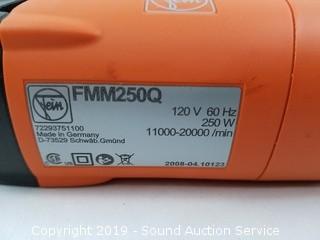 Fein
FMM250Q
120 V 60 Hz
250 W
11000-20000 /min
72293751100
Made in Germany
D-73529 Schwäb.Gmünd
2008-04.10123
Copyright 2019 - Sound Auction Service